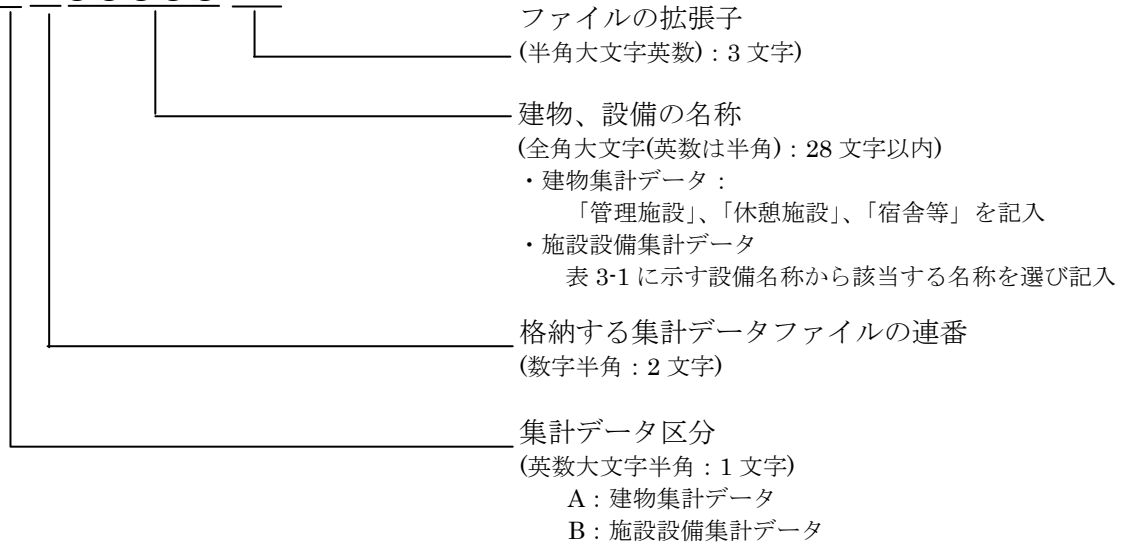 ファイルの拡張子
(半角大文字英数)：3 文字)
建物、設備の名称
(全角大文字(英数は半角)：28 文字以内)
・建物集計データ：
「管理施設」、「休憩施設」、「宿舎等」を記入
・施設設備集計データ
表 3-1 に示す設備名称から該当する名称を選び記入
格納する集計データファイルの連番
(数字半角：2 文字)
集計データ区分
(英数大文字半角：1 文字)
A：建物集計データ
B：施設設備集計データ